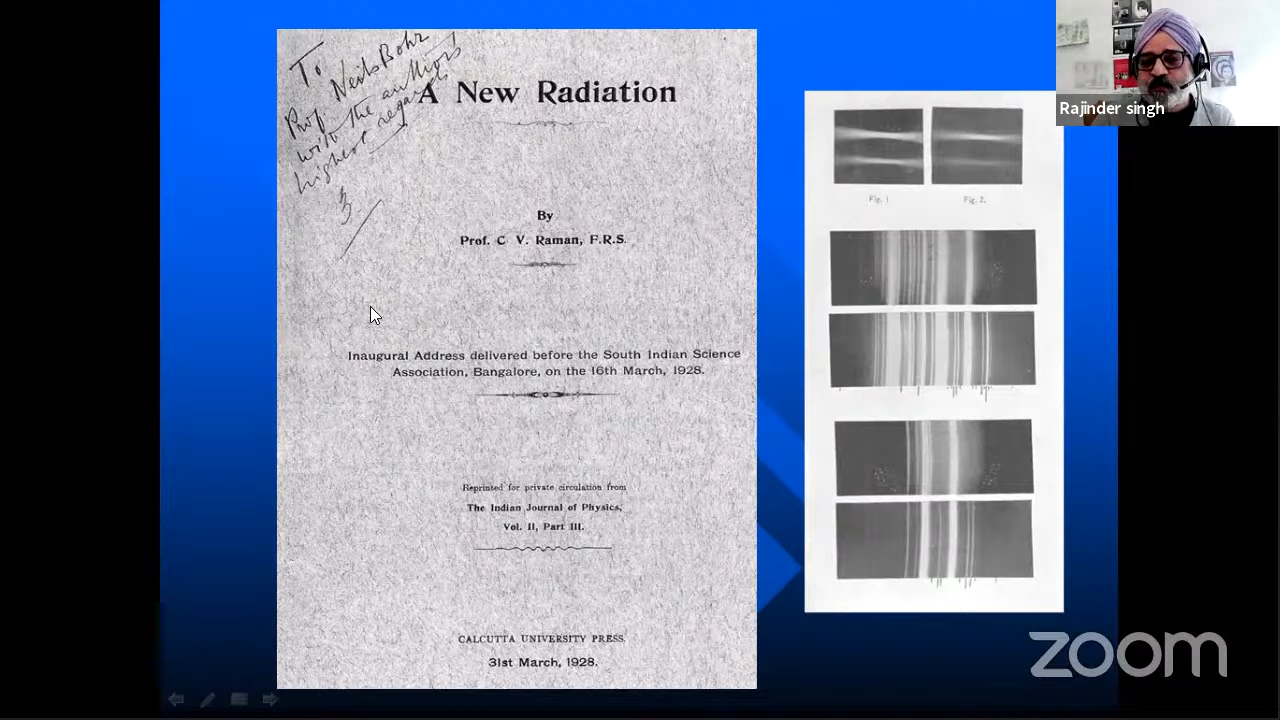 To
Prof Neils Bohr
with the author's
highest regards
A New Radiation
By
Prof. C V. Raman, F.R.S.
Inaugural Address delivered before the South Indian Science
Association, Bangalore, on the 16th March, 1928.
Reprinted for private circulation from
The Indian Journal of Physics,
Vol. II, Part III.
CALCUTTA UNIVERSITY PRESS.
31st March, 1928.
Fig. 1
Fig. 2.
Rajinder singh
zoom